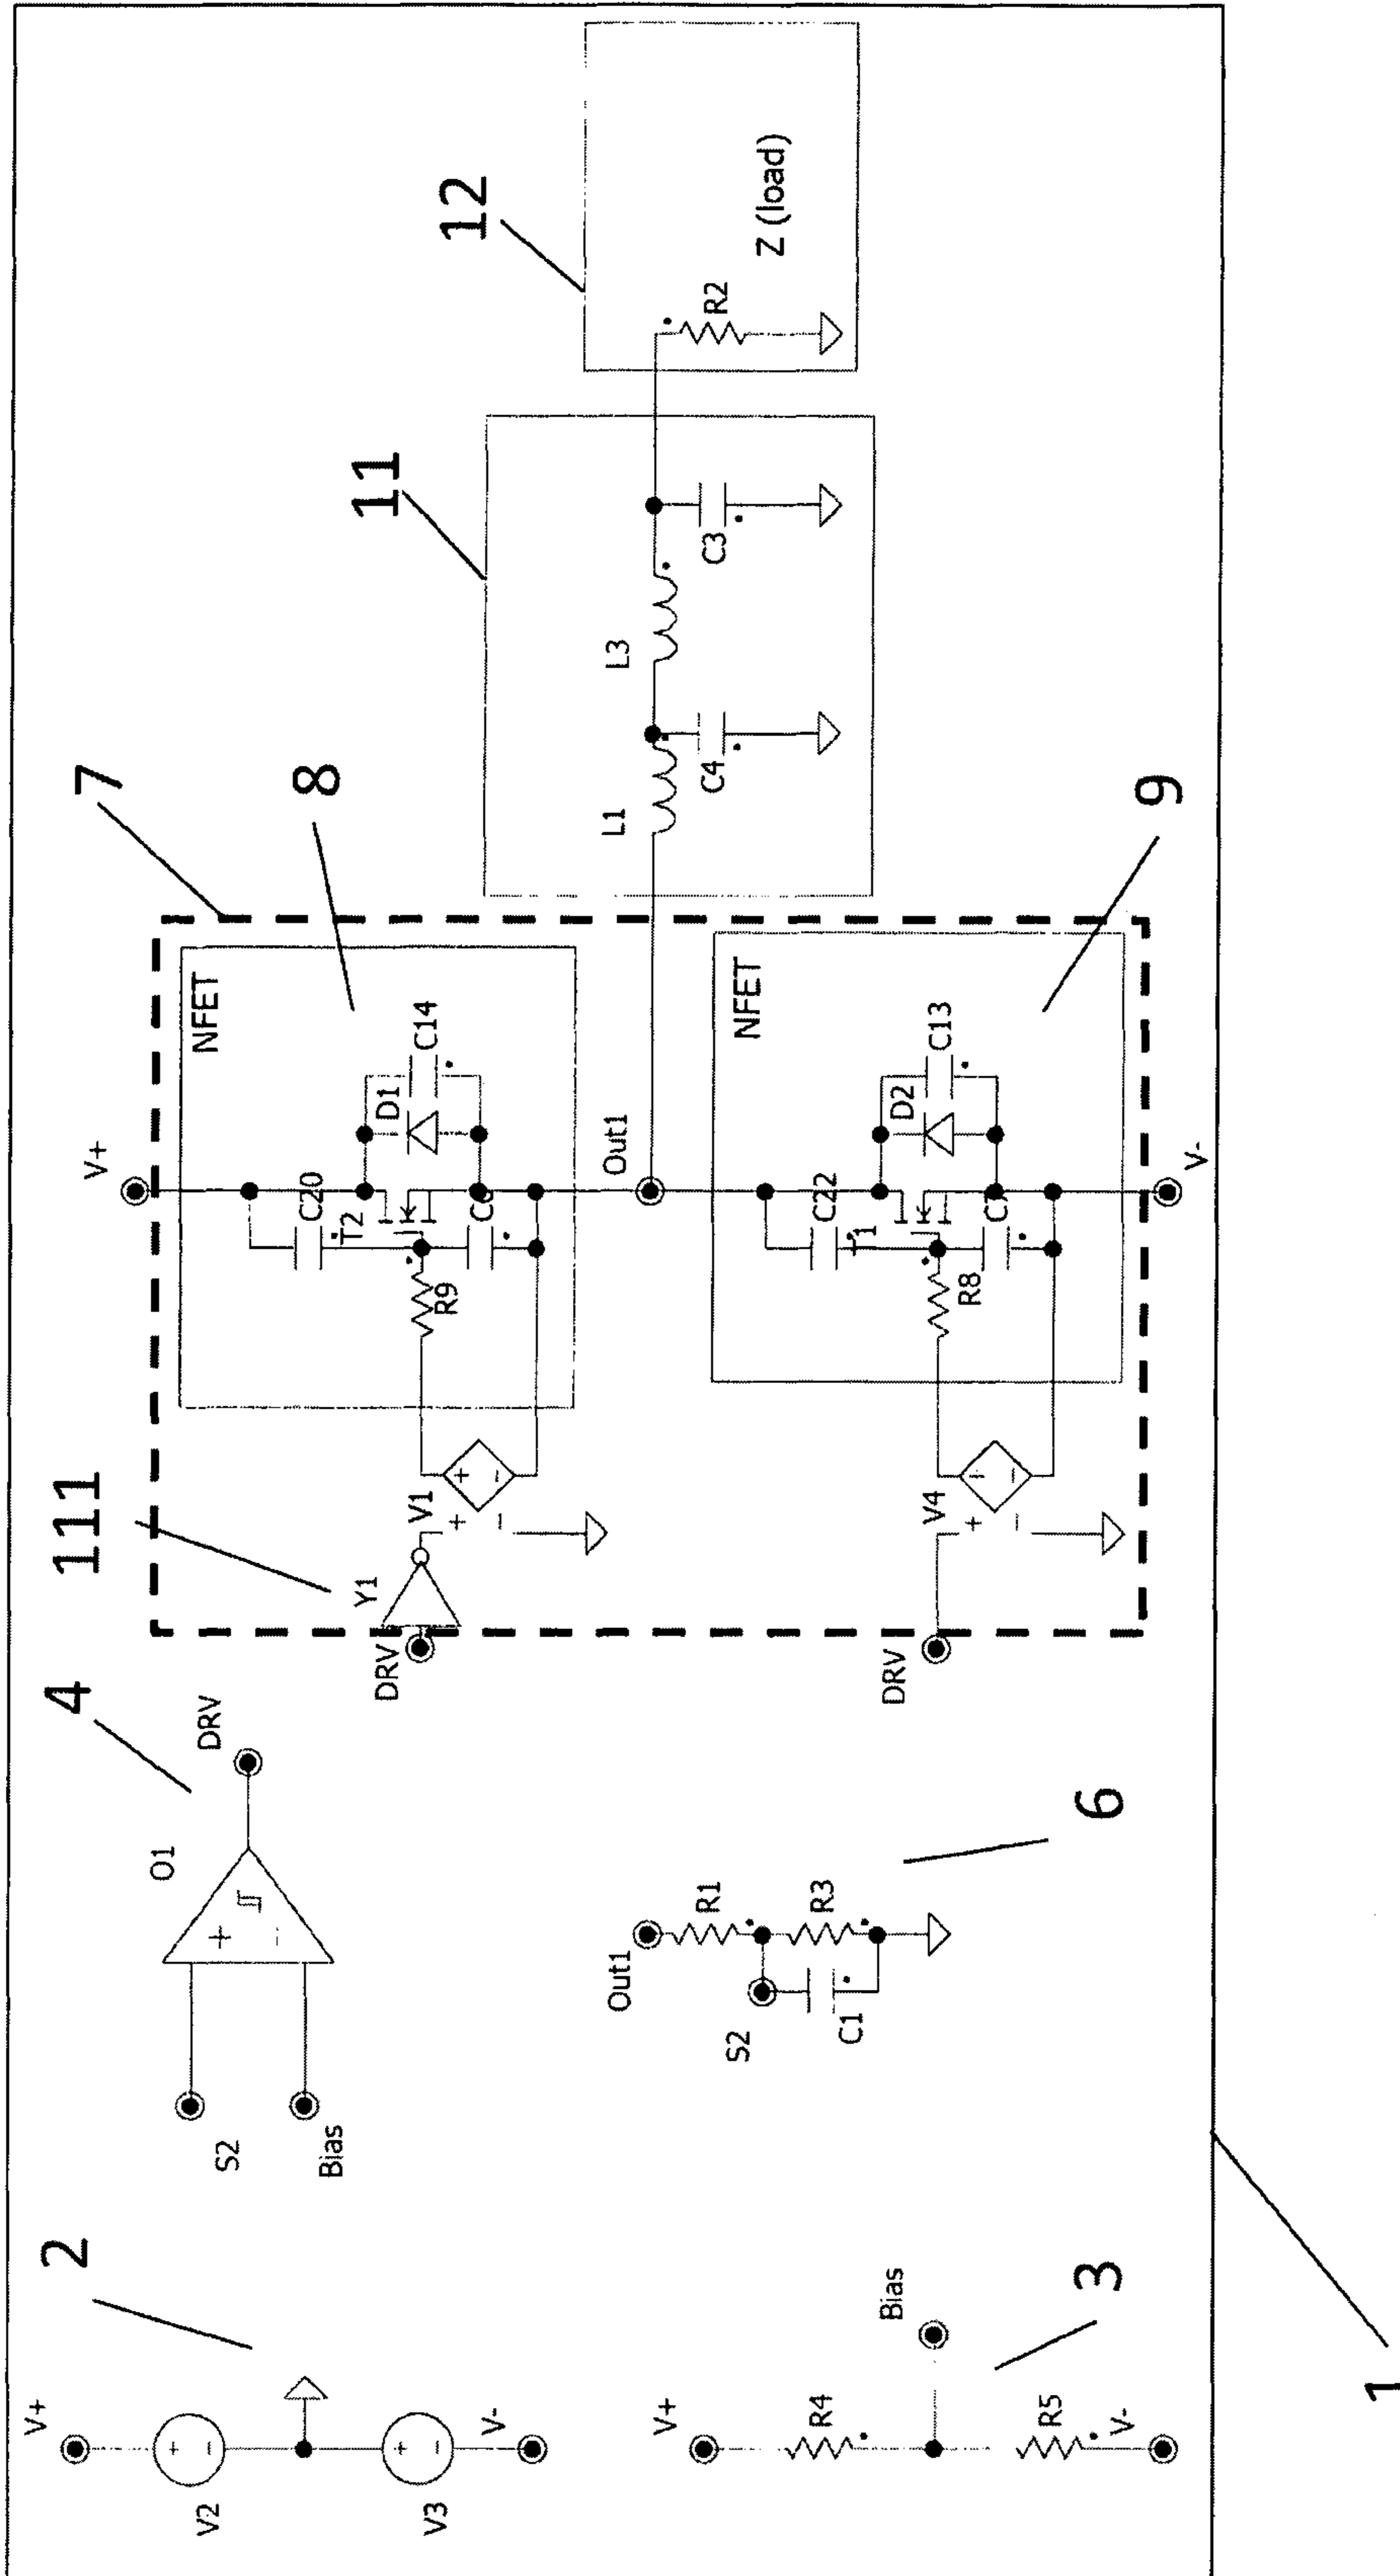 2
V+
V2
V3
V-
3
V+
R4
Bias
R5
V-
4
O1
S2
Bias
+
-
DRV
6
Out1
R1
S2
R3
C1
7
111
Y1
DRV
V1
+
-
+
-
V+
NFET
8
C20
T2
D1
C14
R9
Out1
DRV
V4
+
-
+
-
NFET
9
C22
D2
C13
R8
V-
11
L1
L3
C4
C3
12
R2
Z (load)
1